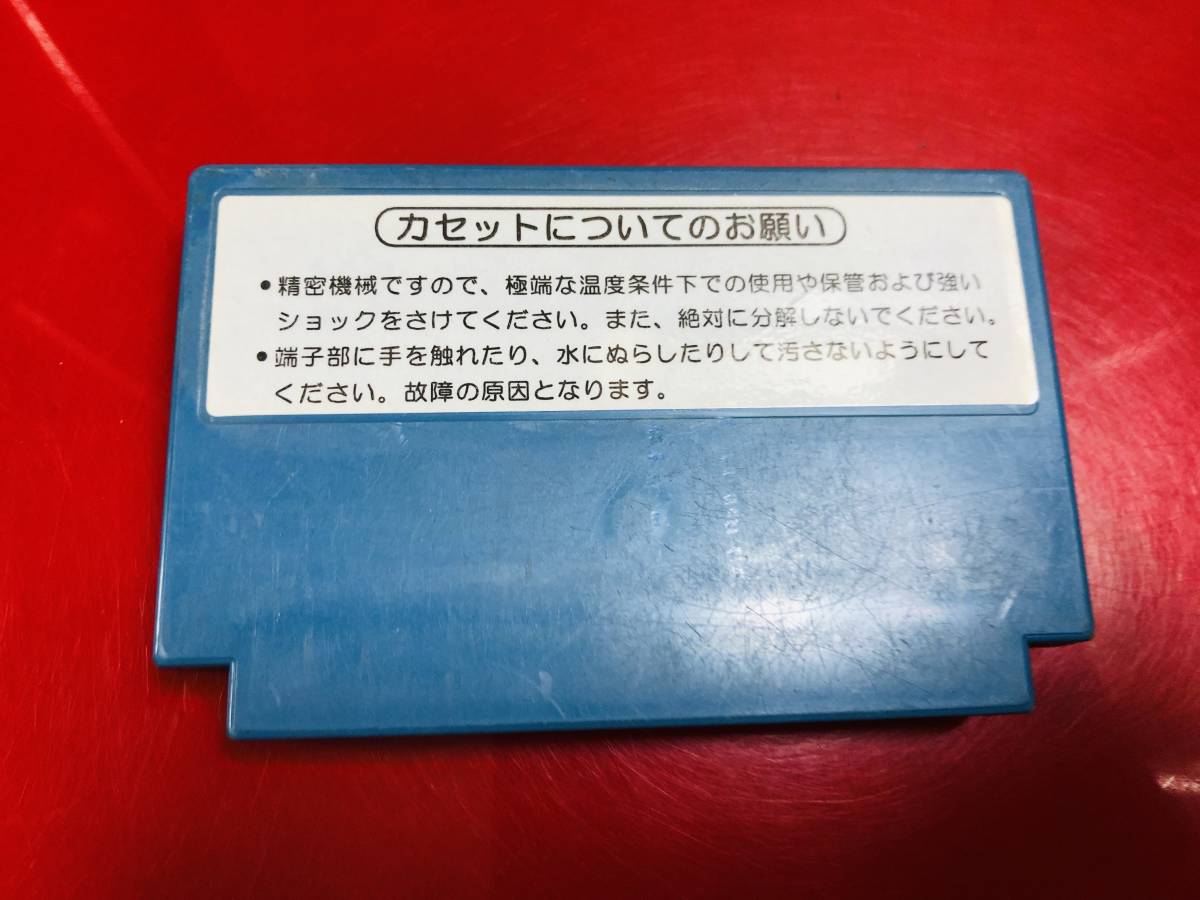 カセットについてのお願い
•精密機械ですので、極端な温度条件下での使用や保管および強い
ショックをさけてください。また、絶対に分解しないでください。
•端子部に手を触れたり、水にぬらしたりして汚さないようにして
ください。故障の原因となります。